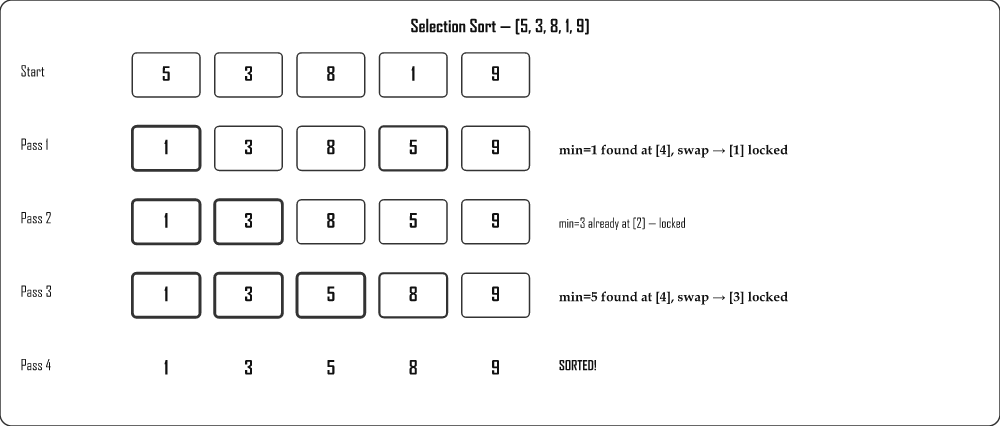 Selection Sort — [5, 3, 8, 1, 9]
Start 5 3 8 1 9
Pass 1 1 3 8 5 9 min=1 found at [4], swap → [1] locked
Pass 2 1 3 8 5 9 min=3 already at [2] — locked
Pass 3 1 3 5 8 9 min=5 found at [4], swap → [3] locked
Pass 4 1 3 5 8 9 SORTED!